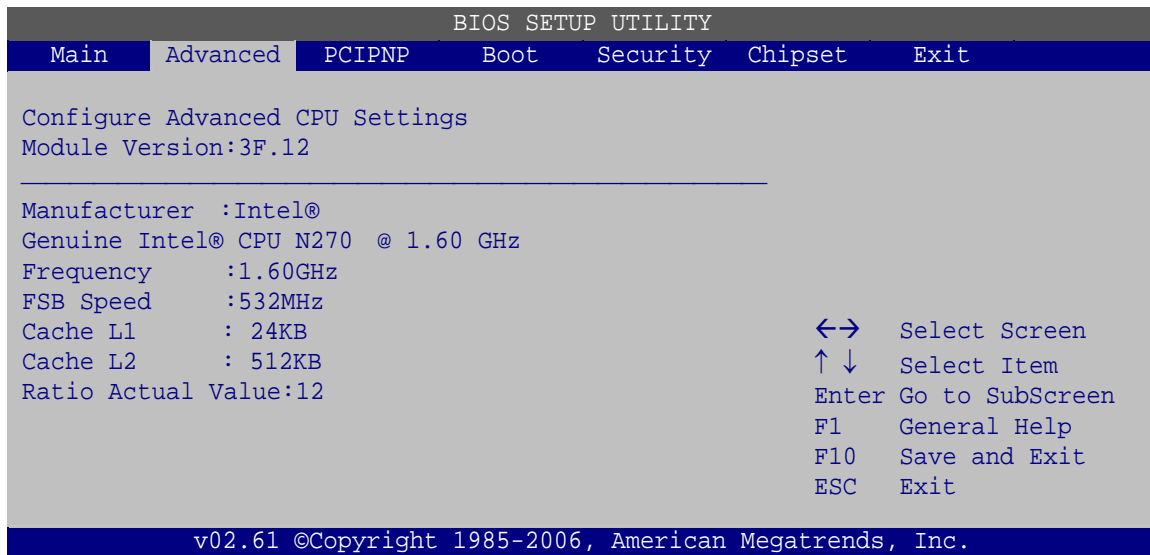 BIOS SETUP UTILITY
Main Advanced PCIPNP Boot Security Chipset Exit
Configure Advanced CPU Settings
Module Version:3F.12
Manufacturer :Intel®
Genuine Intel® CPU N270 @ 1.60 GHz
Frequency :1.60GHz
FSB Speed :532MHz
Cache L1 : 24KB
Cache L2 : 512KB
Ratio Actual Value:12
←→ Select Screen
↑ ↓ Select Item
Enter Go to SubScreen
F1 General Help
F10 Save and Exit
ESC Exit
v02.61 ©Copyright 1985-2006, American Megatrends, Inc.